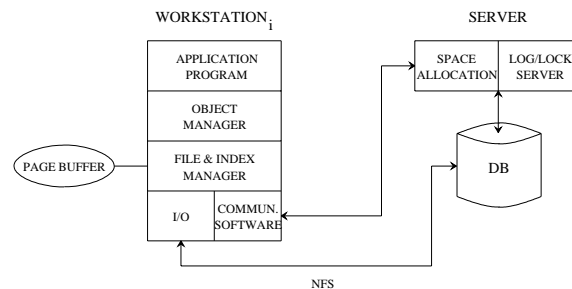 WORKSTATION i
SERVER
APPLICATION
PROGRAM
OBJECT
MANAGER
FILE & INDEX
MANAGER
I/O
COMMUN.
SOFTWARE
PAGE BUFFER
SPACE
ALLOCATION
LOG/LOCK
SERVER
DB
NFS